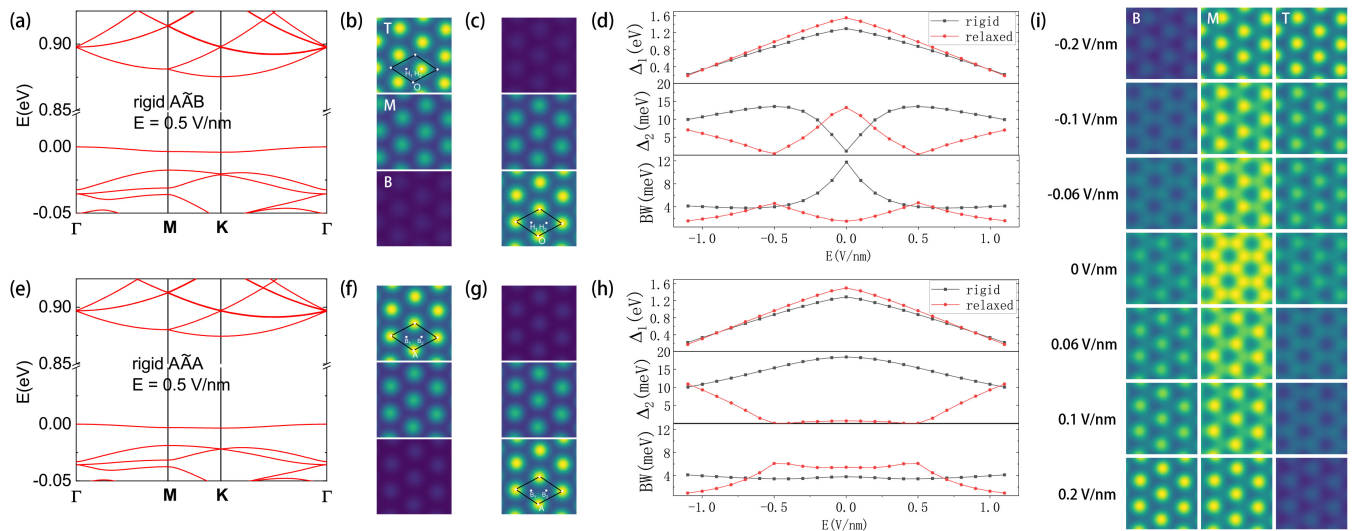 (a)
0.90
0.85
E(eV)
rigid AÃB
E = 0.5 V/nm
0.00
-0.05
Γ M K Γ
(b)
T
H₁ H₂
O
M
B
(c)
H₁ H₂
O
(d)
1.6
1.2
0.8
0.4
Δ₁(eV)
rigid
relaxed
20
15
10
5
Δ₂(meV)
12
8
4
BW(meV)
-1.0 -0.5 0.0 0.5 1.0
E(V/nm)
(e)
0.90
0.85
E(eV)
rigid AÃA
E = 0.5 V/nm
0.00
-0.05
Γ M K Γ
(f)
A
(g)
A
(h)
1.6
1.2
0.8
0.4
Δ₁(eV)
rigid
relaxed
20
15
10
5
Δ₂(meV)
12
8
4
BW(meV)
-1.0 -0.5 0.0 0.5 1.0
E(V/nm)
(i)
B M T
-0.2 V/nm
-0.1 V/nm
-0.06 V/nm
0 V/nm
0.06 V/nm
0.1 V/nm
0.2 V/nm